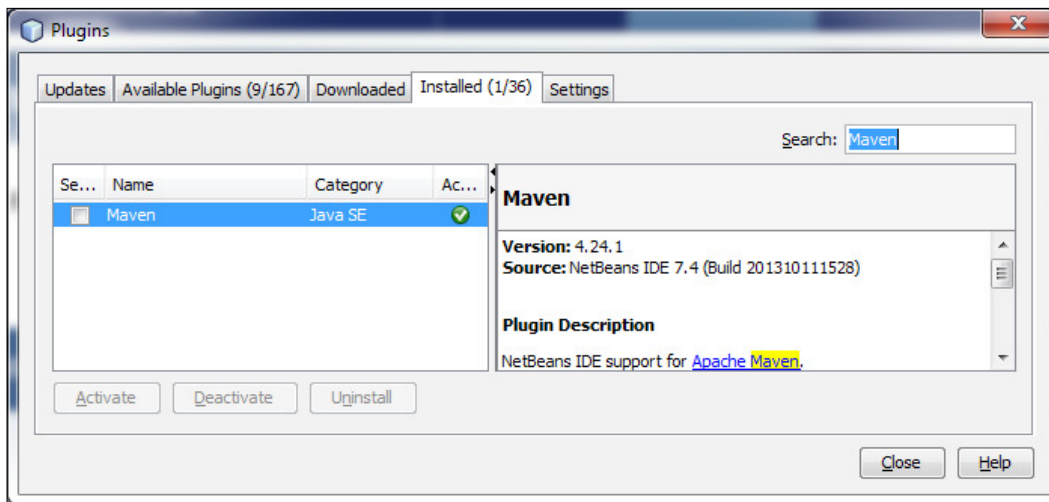 Plugins
Updates Available Plugins (9/167) Downloaded Installed (1/36) Settings
Search: Maven
Se... Name Category Ac...
Maven Java SE
Maven
Version: 4.24.1
Source: NetBeans IDE 7.4 (Build 201310111528)
Plugin Description
NetBeans IDE support for Apache Maven.
Activate Deactivate Uninstall
Close Help